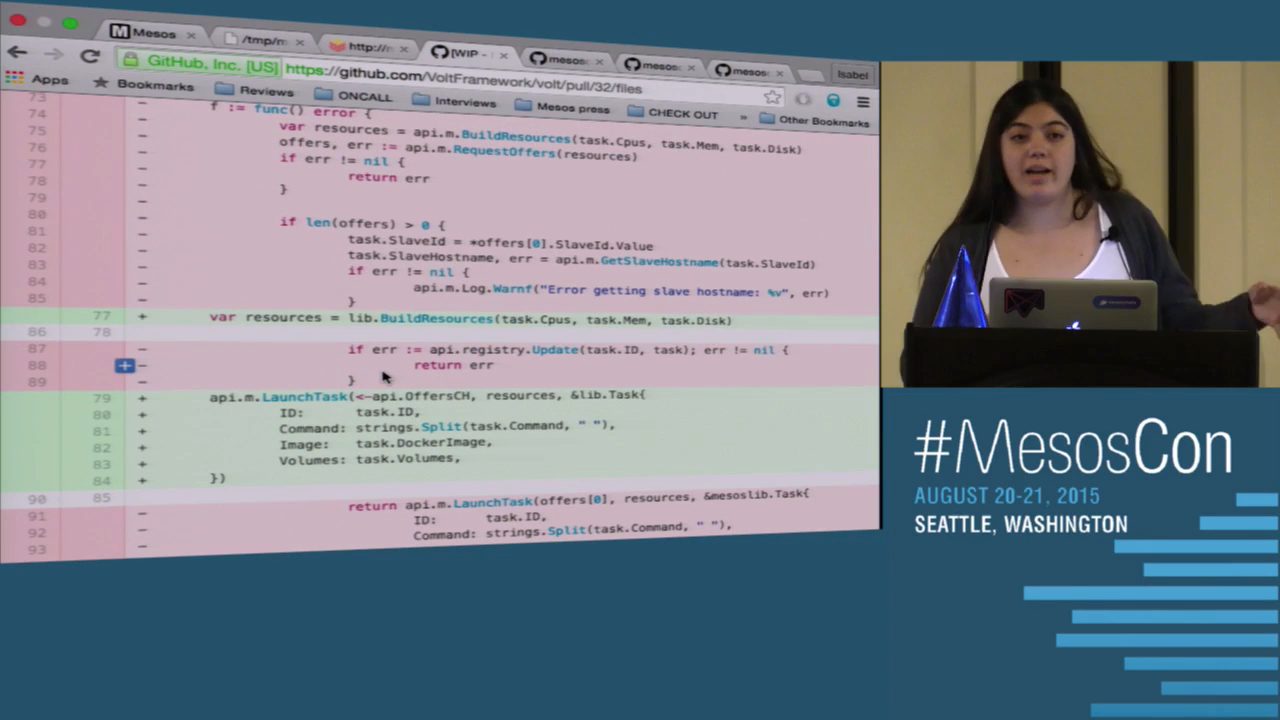 Mesos
/tmp/m
http://n
[WIP -
mesos
mesos
mesos
Isabel
GitHub, Inc. [US] https://github.com/VoltFramework/volt/pull/32/files
Apps Bookmarks Reviews ONCALL Interviews Mesos press CHECK OUT » Other Bookmarks
73
74 - f := func() error {
75 - var resources = api.m.BuildResources(task.Cpus, task.Mem, task.Disk)
76 - offers, err := api.m.RequestOffers(resources)
77 - if err != nil {
78 - return err
79 - }
80 -
81 - if len(offers) > 0 {
82 - task.SlaveId = *offers[0].SlaveId.Value
83 - task.SlaveHostname, err = api.m.GetSlaveHostname(task.SlaveId)
84 - if err != nil {
85 - api.m.Log.Warnf("Error getting slave hostname: %v", err)
- }
77 + var resources = lib.BuildResources(task.Cpus, task.Mem, task.Disk)
86 78
87 - if err := api.registry.Update(task.ID, task); err != nil {
88 - return err
89 - }
79 + api.m.LaunchTask(<-api.OffersCH, resources, &lib.Task{
80 + ID: task.ID,
81 + Command: strings.Split(task.Command, " "),
82 + Image: task.DockerImage,
83 + Volumes: task.Volumes,
84 + })
90 85
91 - return api.m.LaunchTask(offers[0], resources, &mesoslib.Task{
92 - ID: task.ID,
93 - Command: strings.Split(task.Command, " "),
#MesosCon
AUGUST 20-21, 2015
SEATTLE, WASHINGTON